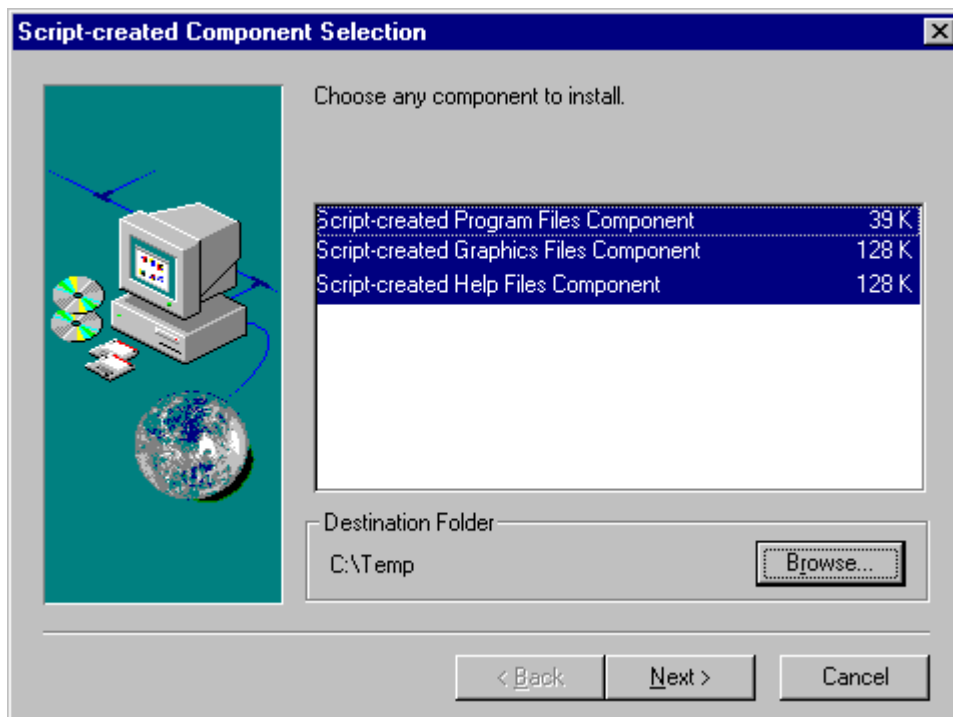 Script-created Component Selection
Choose any component to install.
Script-created Program Files Component 39 K
Script-created Graphics Files Component 128 K
Script-created Help Files Component 128 K
Destination Folder
C:\Temp
Browse...
< Back Next > Cancel